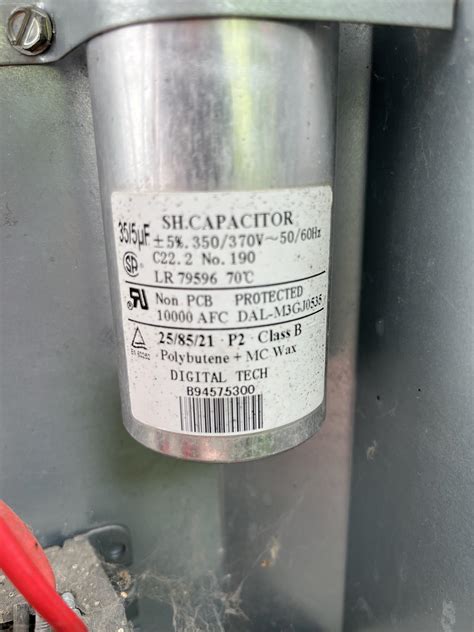 SH.CAPACITOR
35/5µF ±5%. 350/370V~50/60Hz
C22.2 No. 190
LR 79596 70℃
Non PCB PROTECTED
10000 AFC DAL-M3GJ0535
25/85/21 · P2 · Class B
Polybutene + MC Wax
DIGITAL TECH
B94575300